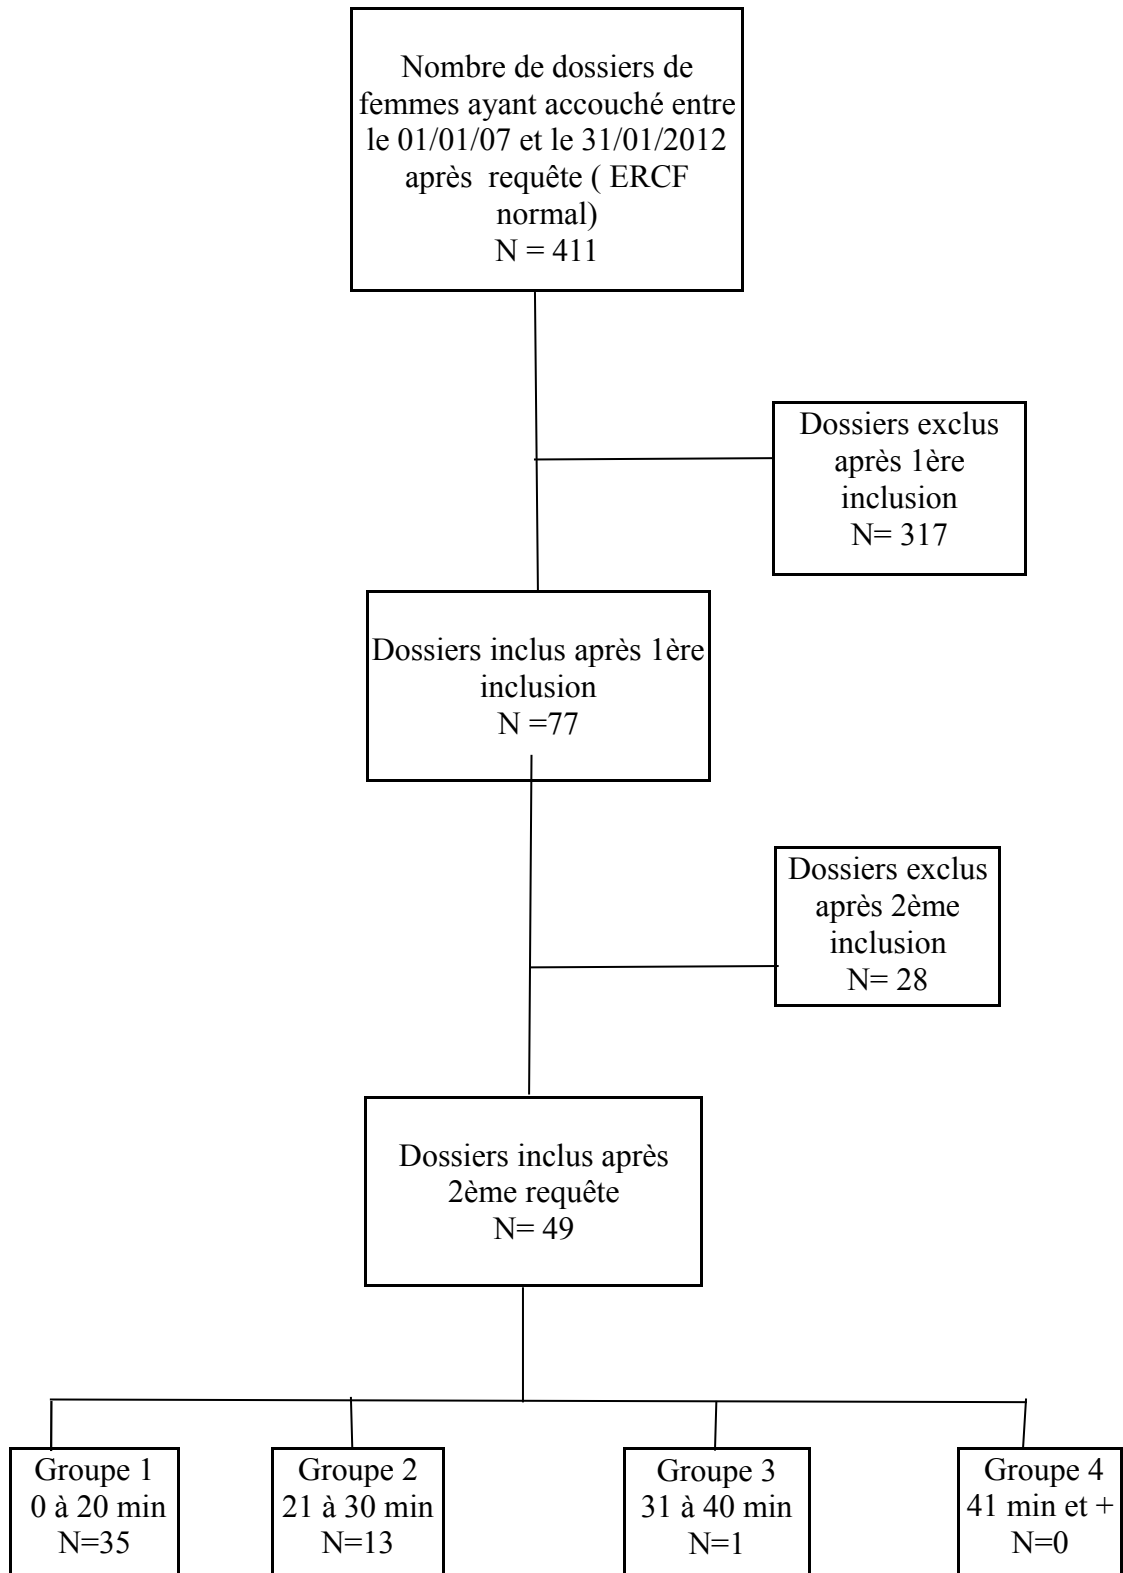 Nombre de dossiers de
femmes ayant accouché entre
le 01/01/07 et le 31/01/2012
après requête ( ERCF
normal)
N = 411
Dossiers exclus
après 1ère
inclusion
N= 317
Dossiers inclus après 1ère
inclusion
N =77
Dossiers exclus
après 2ème
inclusion
N= 28
Dossiers inclus après
2ème requête
N= 49
Groupe 1
0 à 20 min
N=35
Groupe 2
21 à 30 min
N=13
Groupe 3
31 à 40 min
N=1
Groupe 4
41 min et +
N=0